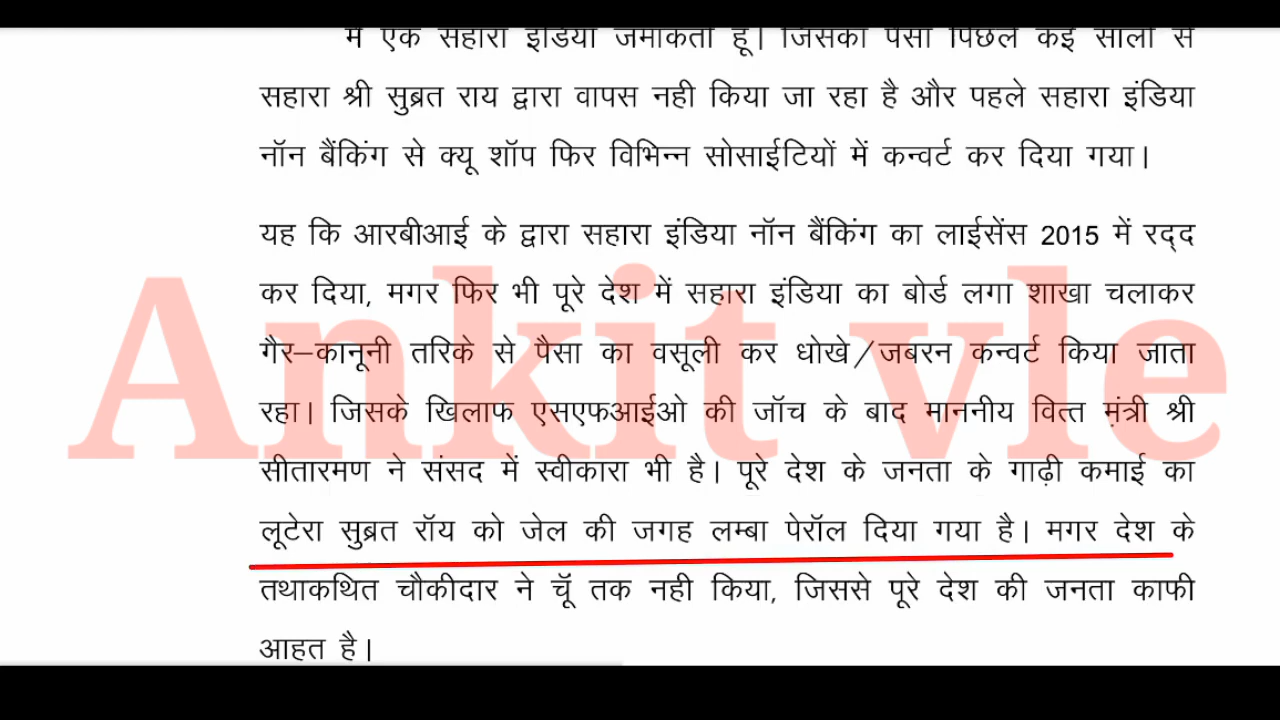 में एक सहारा इंडिया जमाकर्ता हूं। जिसका पैसा पिछले कई सालों से
सहारा श्री सुब्रत राय द्वारा वापस नही किया जा रहा है और पहले सहारा इंडिया
नॉन बैंकिंग से क्यू शॉप फिर विभिन्न सोसाईटियों में कन्वर्ट कर दिया गया।
यह कि आरबीआई के द्वारा सहारा इंडिया नॉन बैंकिंग का लाईसेंस 2015 में रद्द
कर दिया, मगर फिर भी पूरे देश में सहारा इंडिया का बोर्ड लगा शाखा चलाकर
गैर–कानूनी तरिके से पैसा का वसूली कर धोखे/जबरन कन्वर्ट किया जाता
रहा। जिसके खिलाफ एसएफआईओ की जॉच के बाद माननीय वित्त मंत्री श्री
सीतारमण ने संसद में स्वीकारा भी है। पूरे देश के जनता के गाढ़ी कमाई का
लूटेरा सुब्रत रॉय को जेल की जगह लम्बा पेरॉल दिया गया है। मगर देश के
तथाकथित चौकीदार ने चूॅ तक नही किया, जिससे पूरे देश की जनता काफी
आहत है।
Ankit vle